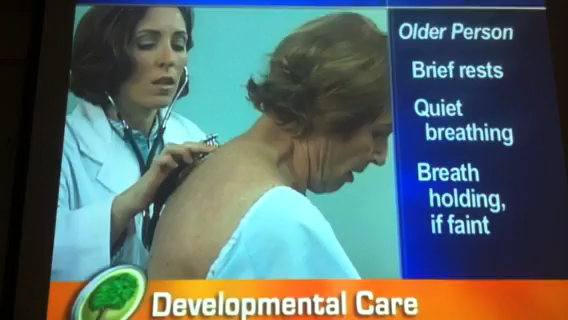 Older Person
Brief rests
Quiet
breathing
Breath
holding,
if faint
Developmental Care